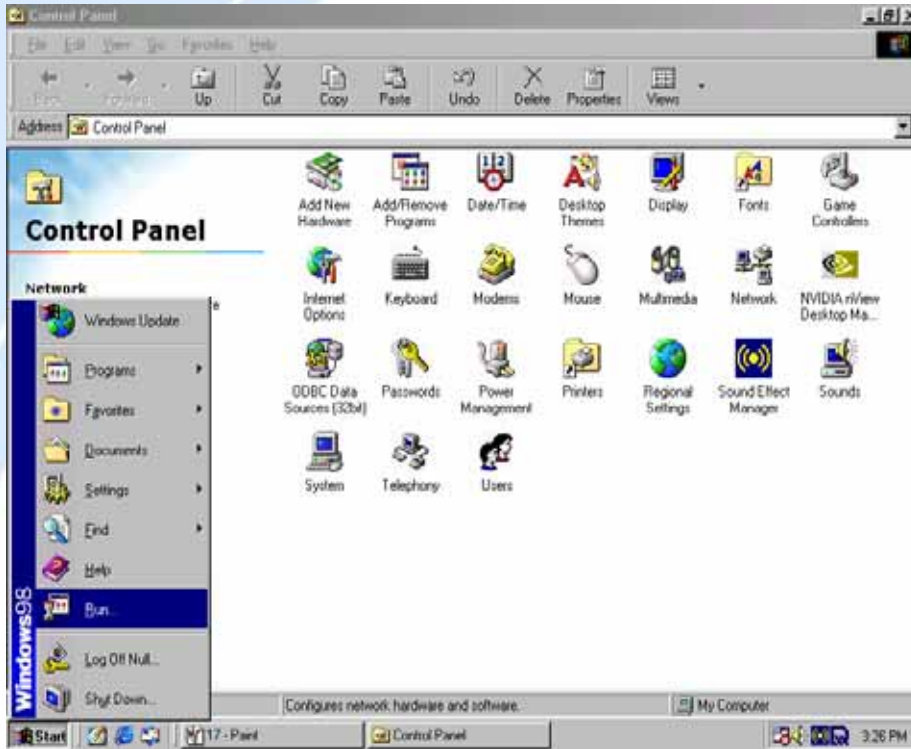 Control Panel
File Edit View Go Favorites Help
Back Forward Up Cut Copy Paste Undo Delete Properties Views
Address Control Panel
Control Panel
Network
Add New Hardware
Add/Remove Programs
Date/Time
Desktop Themes
Display
Fonts
Game Controllers
Internet Options
Keyboard
Modems
Mouse
Multimedia
Network
NVIDIA nView Desktop Ma...
ODBC Data Sources (32bit)
Passwords
Power Management
Printers
Regional Settings
Sound Effect Manager
Sounds
System
Telephony
Users
Windows Update
Programs
Favorites
Documents
Settings
Find
Help
Run...
Log Off Null...
Shut Down...
Windows98
Configures network hardware and software.
My Computer
Start
17 - Paint
Control Panel
3:26 PM